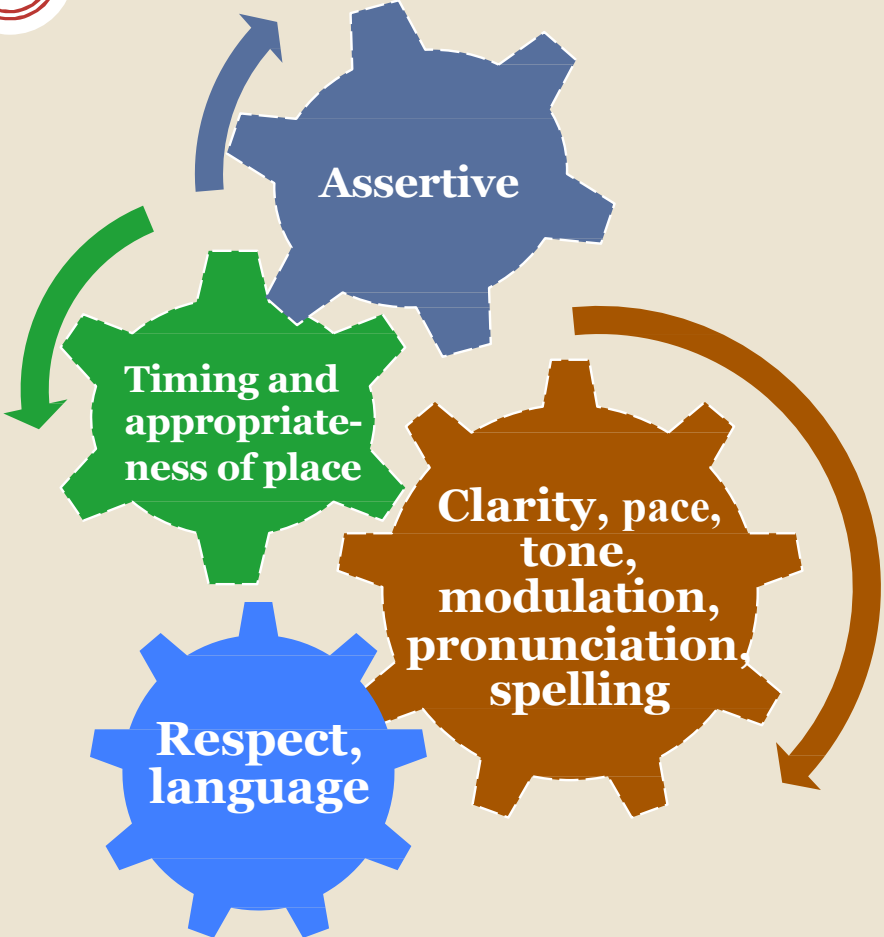 Assertive
Timing and
appropriate-
ness of place
Clarity, pace,
tone,
modulation,
pronunciation,
spelling
Respect,
language